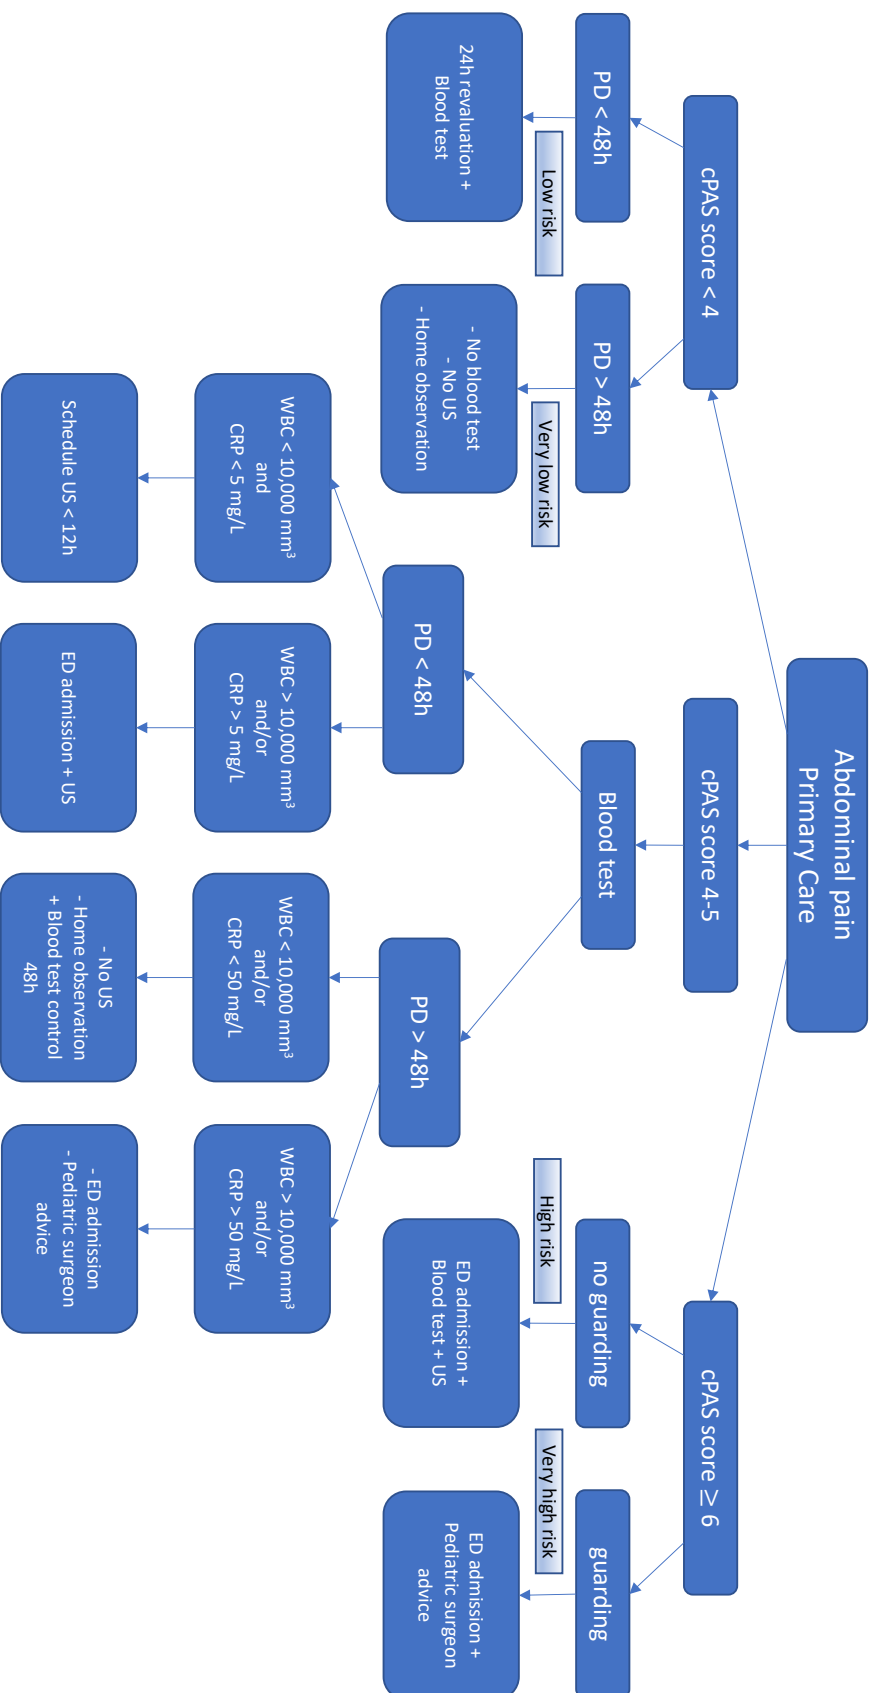 Abdominal pain
Primary Care
cPAS score < 4
cPAS score 4-5
cPAS score ≥ 6
PD < 48h
PD > 48h
Blood test
no guarding
guarding
Low risk
Very low risk
High risk
Very high risk
24h revaluation +
Blood test
- No blood test
- No US
- Home observation
PD < 48h
PD > 48h
ED admission +
Blood test + US
ED admission +
Pediatric surgeon
advice
WBC < 10,000 mm³
and
CRP < 5 mg/L
WBC > 10,000 mm³
and/or
CRP > 5 mg/L
WBC < 10,000 mm³
and/or
CRP < 50 mg/L
WBC > 10,000 mm³
and/or
CRP > 50 mg/L
Schedule US < 12h
ED admission + US
- No US
- Home observation
+ Blood test control
48h
- ED admission
- Pediatric surgeon
advice